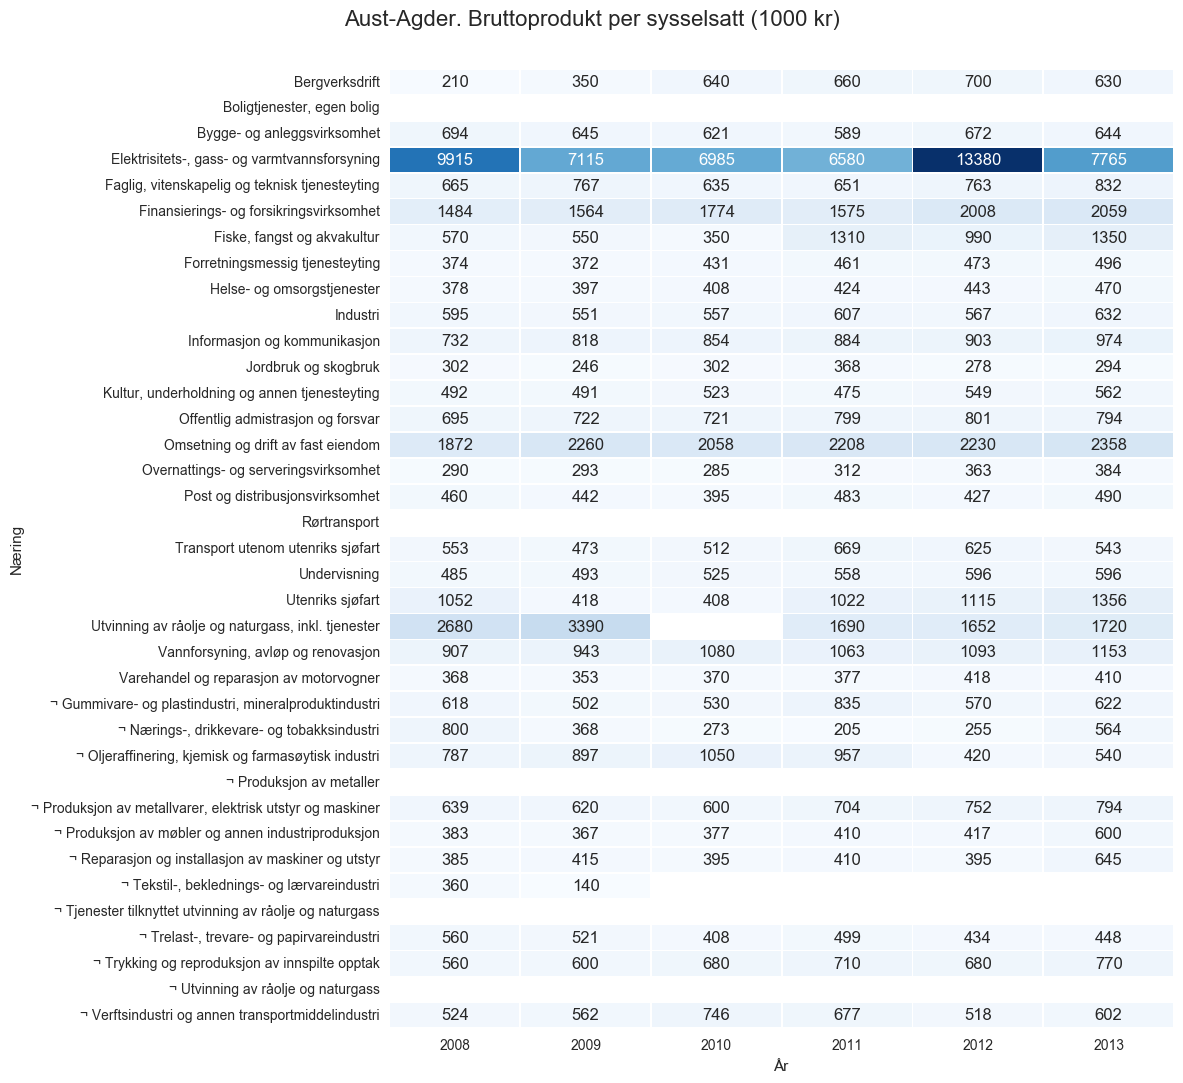 Aust-Agder. Bruttoprodukt per sysselsatt (1000 kr)
Bergverksdrift 210 350 640 660 700 630
Boligtjenester, egen bolig
Bygge- og anleggsvirksomhet 694 645 621 589 672 644
Elektrisitets-, gass- og varmtvannsforsyning 9915 7115 6985 6580 13380 7765
Faglig, vitenskapelig og teknisk tjenesteyting 665 767 635 651 763 832
Finansierings- og forsikringsvirksomhet 1484 1564 1774 1575 2008 2059
Fiske, fangst og akvakultur 570 550 350 1310 990 1350
Forretningsmessig tjenesteyting 374 372 431 461 473 496
Helse- og omsorgstjenester 378 397 408 424 443 470
Industri 595 551 557 607 567 632
Informasjon og kommunikasjon 732 818 854 884 903 974
Jordbruk og skogbruk 302 246 302 368 278 294
Kultur, underholdning og annen tjenesteyting 492 491 523 475 549 562
Offentlig admistrasjon og forsvar 695 722 721 799 801 794
Omsetning og drift av fast eiendom 1872 2260 2058 2208 2230 2358
Overnattings- og serveringsvirksomhet 290 293 285 312 363 384
Post og distribusjonsvirksomhet 460 442 395 483 427 490
Rørtransport
Transport utenom utenriks sjøfart 553 473 512 669 625 543
Undervisning 485 493 525 558 596 596
Utenriks sjøfart 1052 418 408 1022 1115 1356
Utvinning av råolje og naturgass, inkl. tjenester 2680 3390 1690 1652 1720
Vannforsyning, avløp og renovasjon 907 943 1080 1063 1093 1153
Varehandel og reparasjon av motorvogner 368 353 370 377 418 410
¬ Gummivare- og plastindustri, mineralproduktindustri 618 502 530 835 570 622
¬ Nærings-, drikkevare- og tobakksindustri 800 368 273 205 255 564
¬ Oljeraffinering, kjemisk og farmasøytisk industri 787 897 1050 957 420 540
¬ Produksjon av metaller
¬ Produksjon av metallvarer, elektrisk utstyr og maskiner 639 620 600 704 752 794
¬ Produksjon av møbler og annen industriproduksjon 383 367 377 410 417 600
¬ Reparasjon og installasjon av maskiner og utstyr 385 415 395 410 395 645
¬ Tekstil-, beklednings- og lærvareindustri 360 140
¬ Tjenester tilknyttet utvinning av råolje og naturgass
¬ Trelast-, trevare- og papirvareindustri 560 521 408 499 434 448
¬ Trykking og reproduksjon av innspilte opptak 560 600 680 710 680 770
¬ Utvinning av råolje og naturgass
¬ Verftsindustri og annen transportmiddelindustri 524 562 746 677 518 602
2008 2009 2010 2011 2012 2013
År
Næring